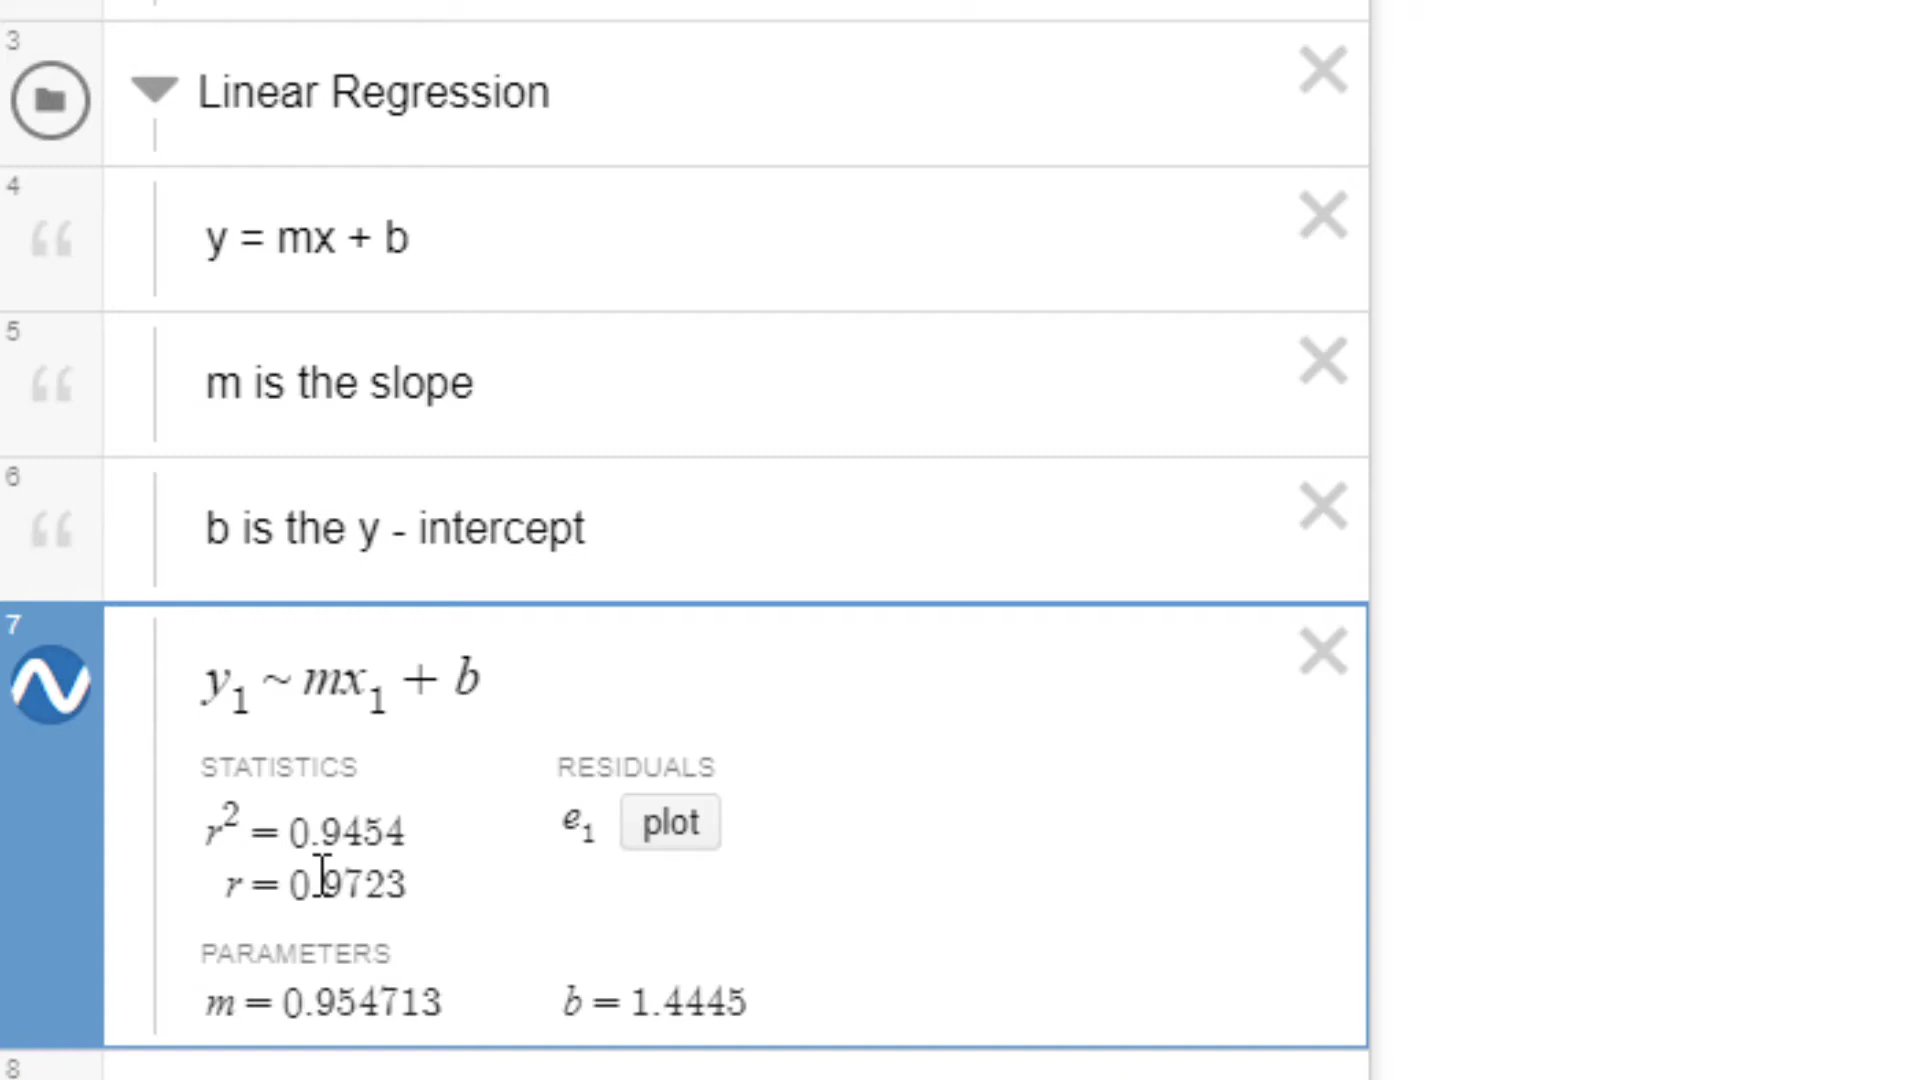 3
Linear Regression
4
y = mx + b
5
m is the slope
6
b is the y - intercept
7
y₁ ~ mx₁ + b
STATISTICS RESIDUALS
r² = 0.9454 e₁ plot
r = 0.9723
PARAMETERS
m = 0.954713 b = 1.4445
8